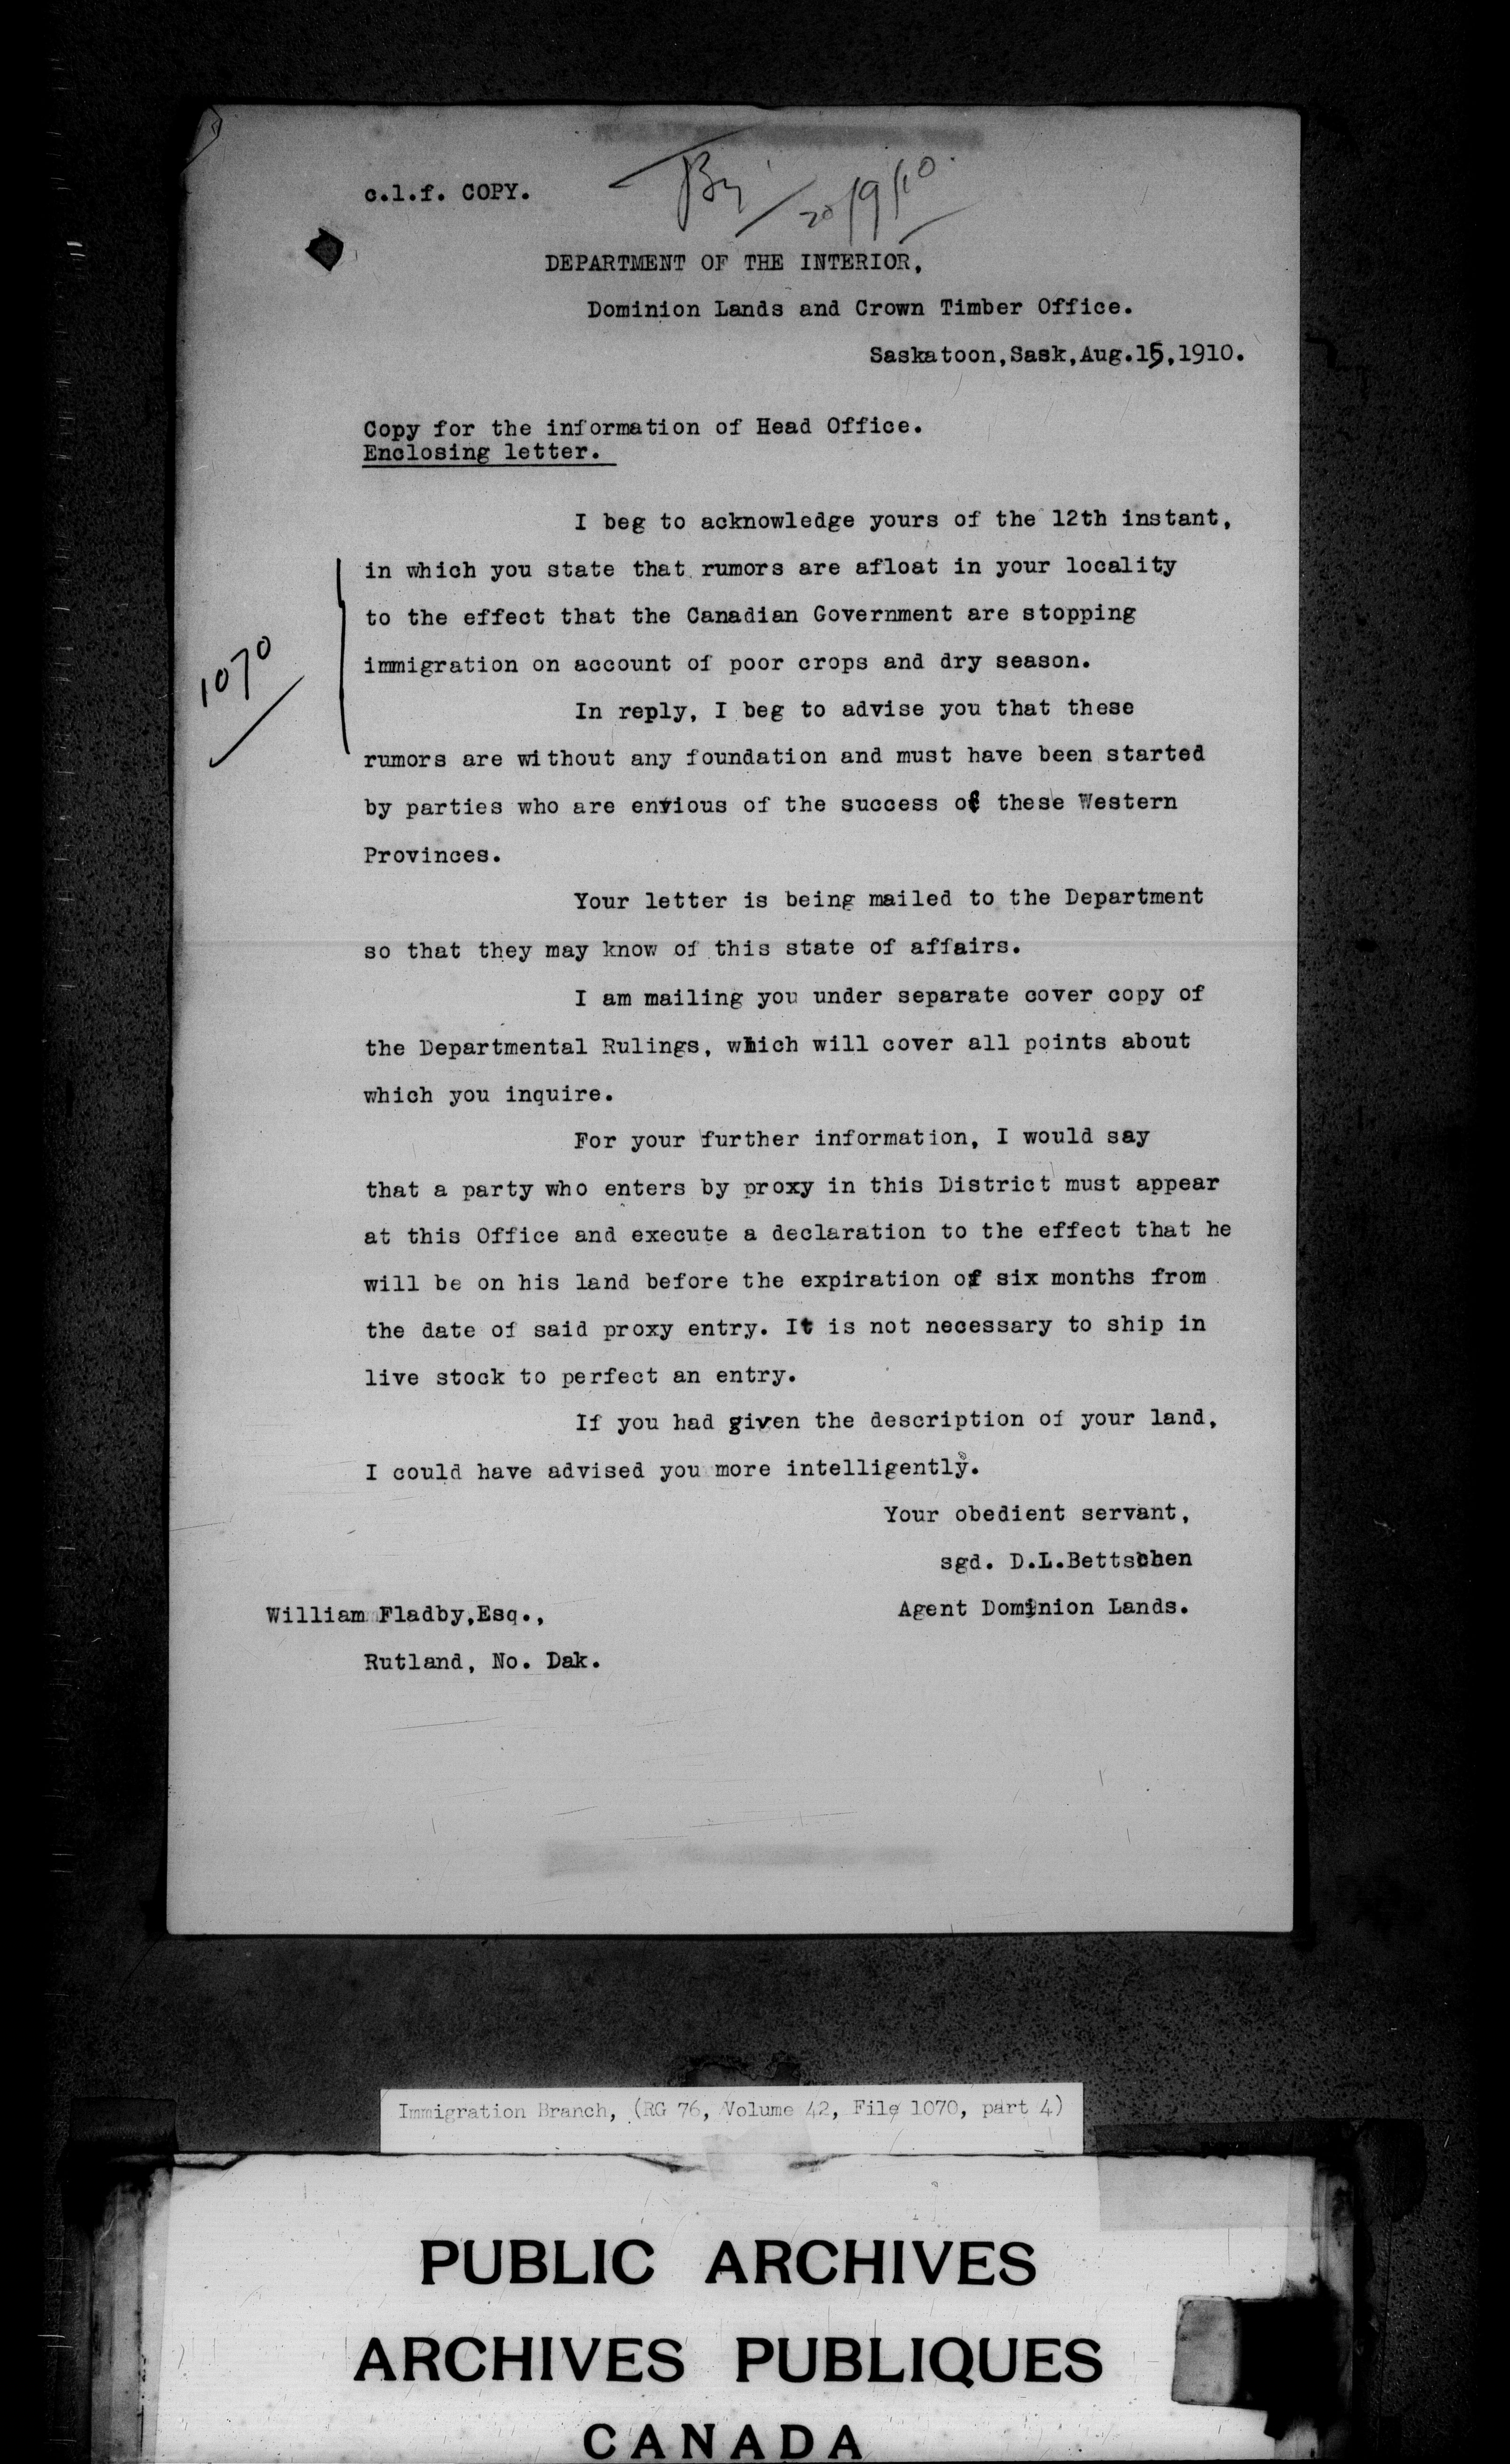 c.l.f. COPY.
20/9/10
DEPARTMENT OF THE INTERIOR,
Dominion Lands and Crown Timber Office.
Saskatoon,Sask,Aug.15,1910.
Copy for the information of Head Office.
Enclosing letter.
I beg to acknowledge yours of the 12th instant,
in which you state that rumors are afloat in your locality
to the effect that the Canadian Government are stopping
immigration on account of poor crops and dry season.
1070
In reply, I beg to advise you that these
rumors are without any foundation and must have been started
by parties who are envious of the success of these Western
Provinces.
Your letter is being mailed to the Department
so that they may know of this state of affairs.
I am mailing you under separate cover copy of
the Departmental Rulings, which will cover all points about
which you inquire.
For your further information, I would say
that a party who enters by proxy in this District must appear
at this Office and execute a declaration to the effect that he
will be on his land before the expiration of six months from
the date of said proxy entry. It is not necessary to ship in
live stock to perfect an entry.
If you had given the description of your land,
I could have advised you more intelligently.
Your obedient servant,
sgd. D.L.Bettschen
Agent Dominion Lands.
William Fladby,Esq.,
Rutland, No. Dak.
Immigration Branch, (RG 76, Volume 42, File 1070, part 4)
PUBLIC ARCHIVES
ARCHIVES PUBLIQUES
CANADA